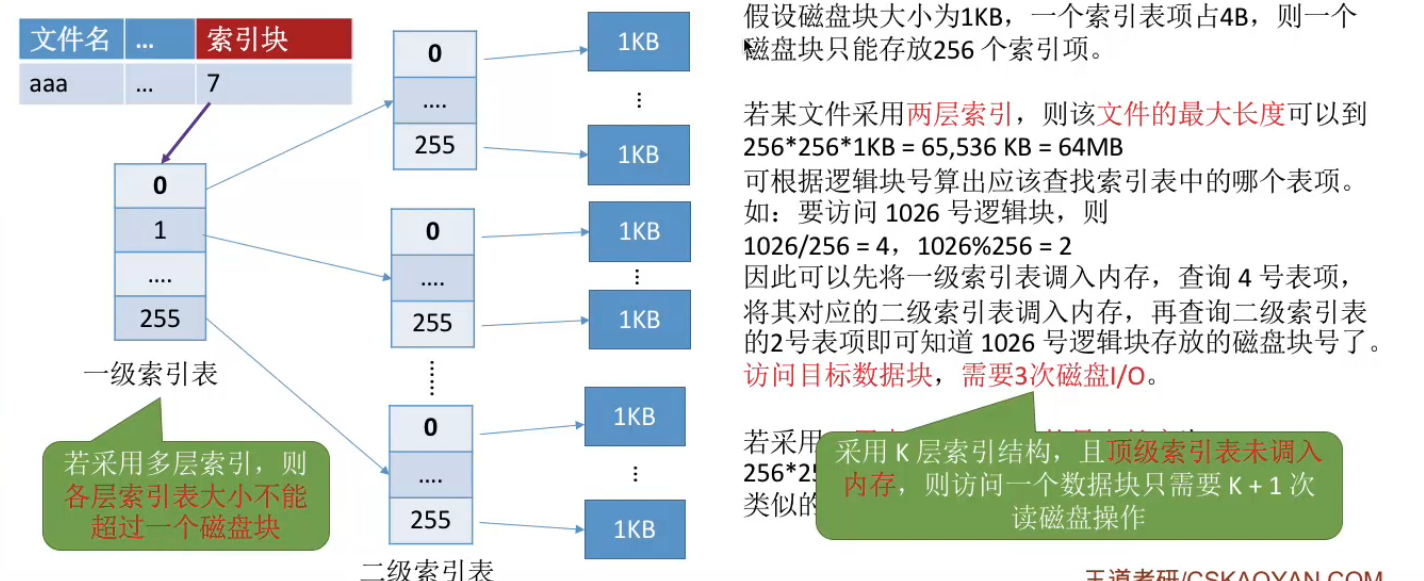 文件名 … 索引块
aaa … 7
0
1
....
255
一级索引表
若采用多层索引，则
各层索引表大小不能
超过一个磁盘块
0
....
255
0
....
255
0
....
255
二级索引表
1KB
1KB
1KB
1KB
1KB
1KB
假设磁盘块大小为1KB，一个索引表项占4B，则一个
磁盘块只能存放256 个索引项。
若某文件采用两层索引，则该文件的最大长度可以到
256*256*1KB = 65,536 KB = 64MB
可根据逻辑块号算出应该查找索引表中的哪个表项。
如：要访问 1026 号逻辑块，则
1026/256 = 4，1026%256 = 2
因此可以先将一级索引表调入内存，查询 4 号表项，
将其对应的二级索引表调入内存，再查询二级索引表
的2号表项即可知道 1026 号逻辑块存放的磁盘块号了。
访问目标数据块，需要3次磁盘I/O。
若采用
256*25
类似的
采用 K 层索引结构，且顶级索引表未调入
内存，则访问一个数据块只需要 K + 1 次
读磁盘操作
王道考研/CSKAOYAN.COM